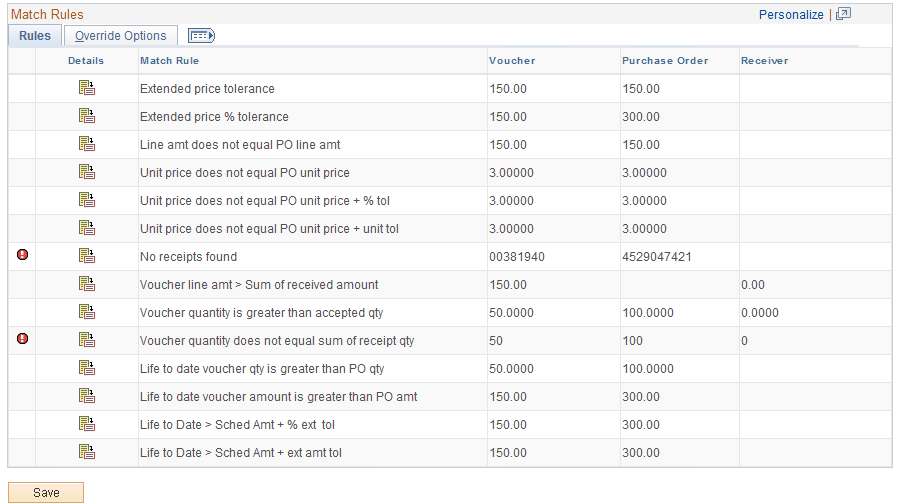 Match Rules Personalize |
Rules Override Options
Details Match Rule Voucher Purchase Order Receiver
Extended price tolerance 150.00 150.00
Extended price % tolerance 150.00 300.00
Line amt does not equal PO line amt 150.00 150.00
Unit price does not equal PO unit price 3.00000 3.00000
Unit price does not equal PO unit price + % tol 3.00000 3.00000
Unit price does not equal PO unit price + unit tol 3.00000 3.00000
No receipts found 00381940 4529047421
Voucher line amt > Sum of received amount 150.00 0.00
Voucher quantity is greater than accepted qty 50.0000 100.0000 0.0000
Voucher quantity does not equal sum of receipt qty 50 100 0
Life to date voucher qty is greater than PO qty 50.0000 100.0000
Life to date voucher amount is greater than PO amt 150.00 300.00
Life to Date > Sched Amt + % ext tol 150.00 300.00
Life to Date > Sched Amt + ext amt tol 150.00 300.00
Save